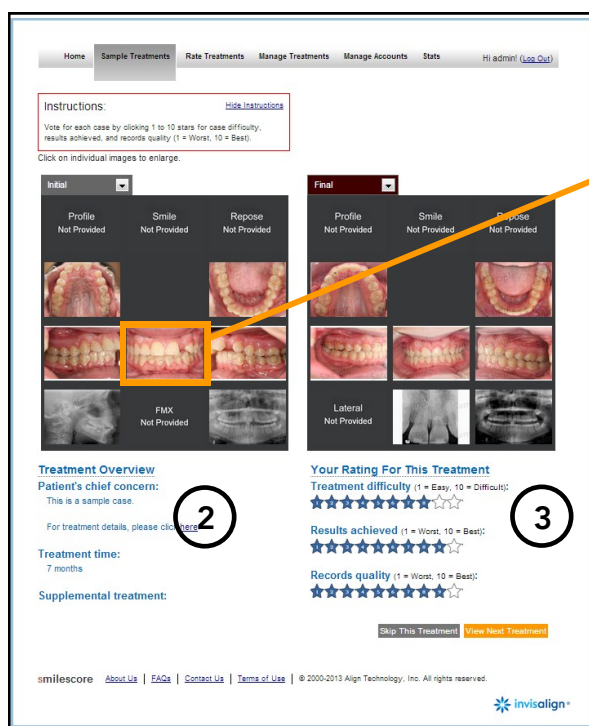 Home Sample Treatments Rate Treatments Manage Treatments Manage Accounts Stats Hi admin! (Log Out)
Instructions: Hide Instructions
Vote for each case by clicking 1 to 10 stars for case difficulty,
results achieved, and records quality (1 = Worst, 10 = Best).
Click on individual images to enlarge.
Initial
Profile
Not Provided
Smile
Not Provided
Repose
Not Provided
FMX
Not Provided
Final
Profile
Not Provided
Smile
Not Provided
Repose
Not Provided
Lateral
Not Provided
Treatment Overview
Patient's chief concern:
This is a sample case.
For treatment details, please click here
2
Treatment time:
7 months
Supplemental treatment:
Your Rating For This Treatment
Treatment difficulty (1 = Easy, 10 = Difficult):
Results achieved (1 = Worst, 10 = Best):
Records quality (1 = Worst, 10 = Best):
3
Skip This Treatment View Next Treatment
smilescore About Us | FAQs | Contact Us | Terms of Use | © 2000-2013 Align Technology, Inc. All rights reserved.
invisalign